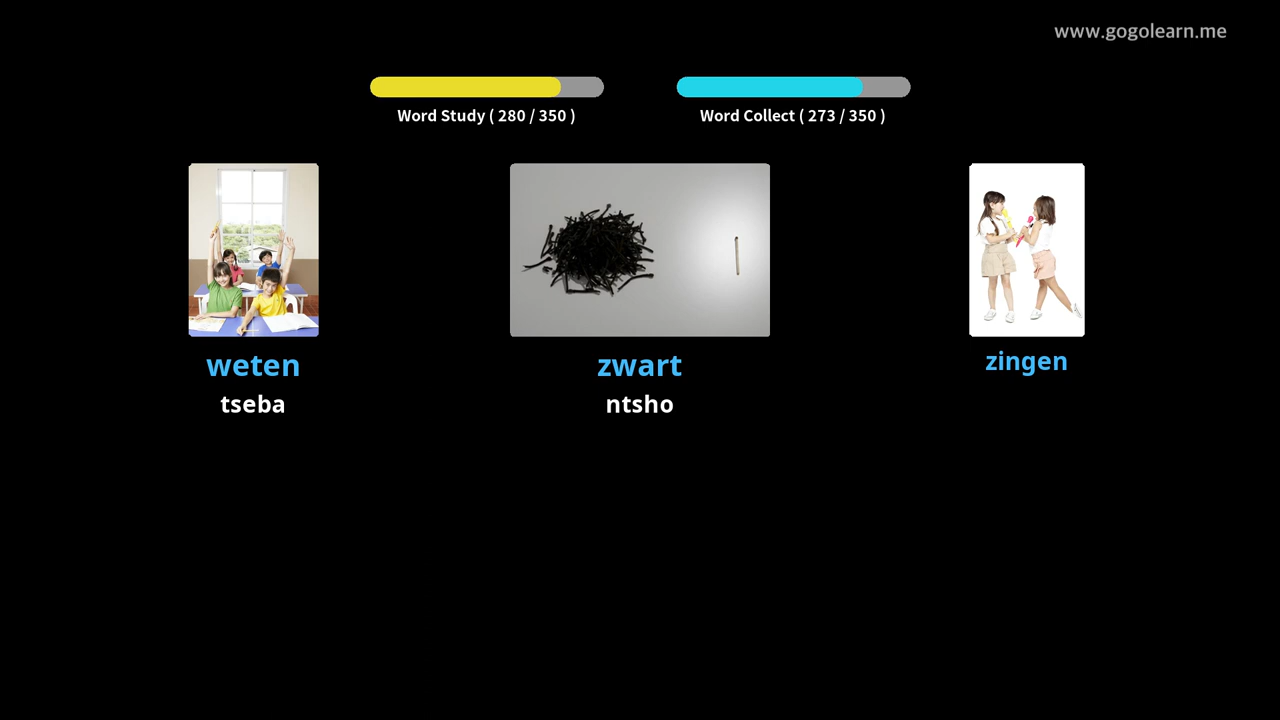 www.gogolearn.me
Word Study ( 280 / 350 )
Word Collect ( 273 / 350 )
weten
tseba
zwart
ntsho
zingen